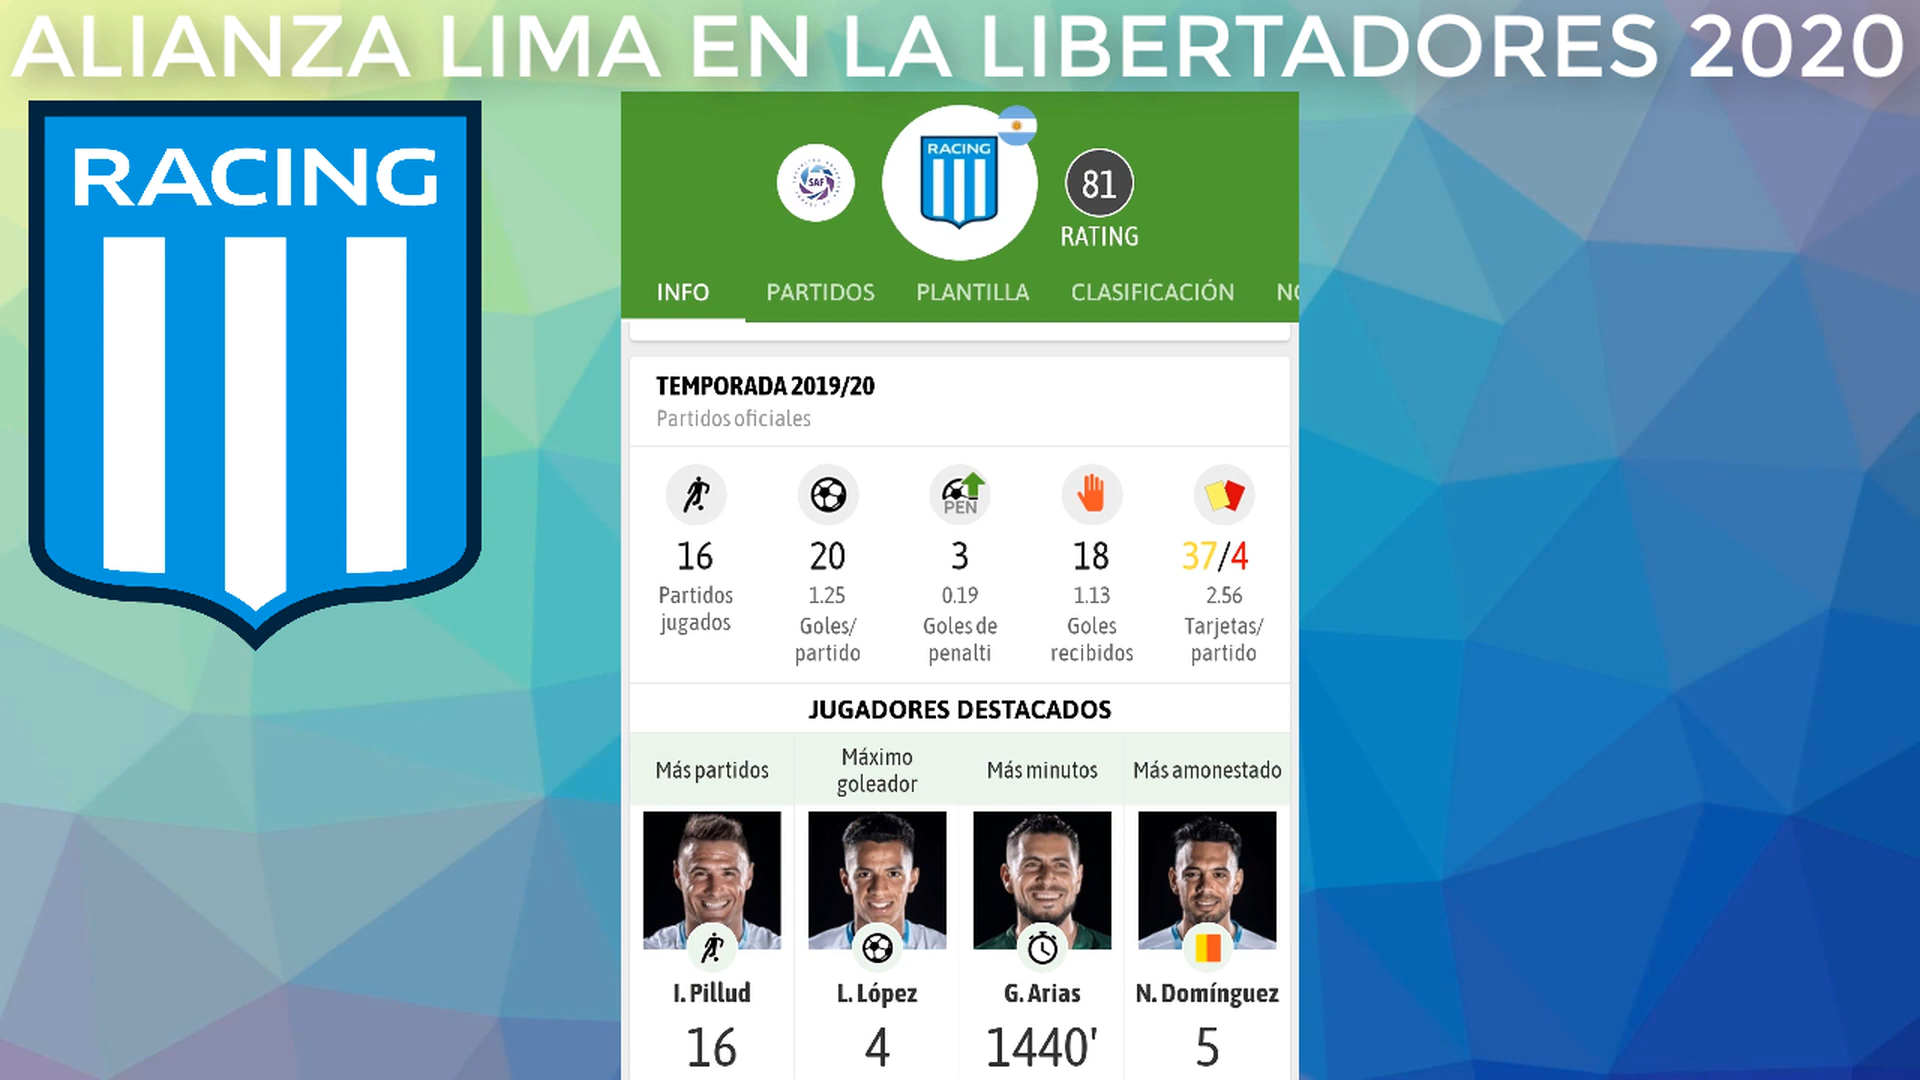 ALIANZA LIMA EN LA LIBERTADORES 2020
RACING
SAF
RACING
81
RATING
INFO PARTIDOS PLANTILLA CLASIFICACIÓN
TEMPORADA 2019/20
Partidos oficiales
PEN
16 20 3 18 37/4
1.25 0.19 1.13 2.56
Partidos jugados
Goles/ partido
Goles de penalti
Goles recibidos
Tarjetas/ partido
JUGADORES DESTACADOS
Más partidos
Máximo goleador
Más minutos
Más amonestado
I. Pillud L. López G. Arias N. Domínguez
16 4 1440' 5